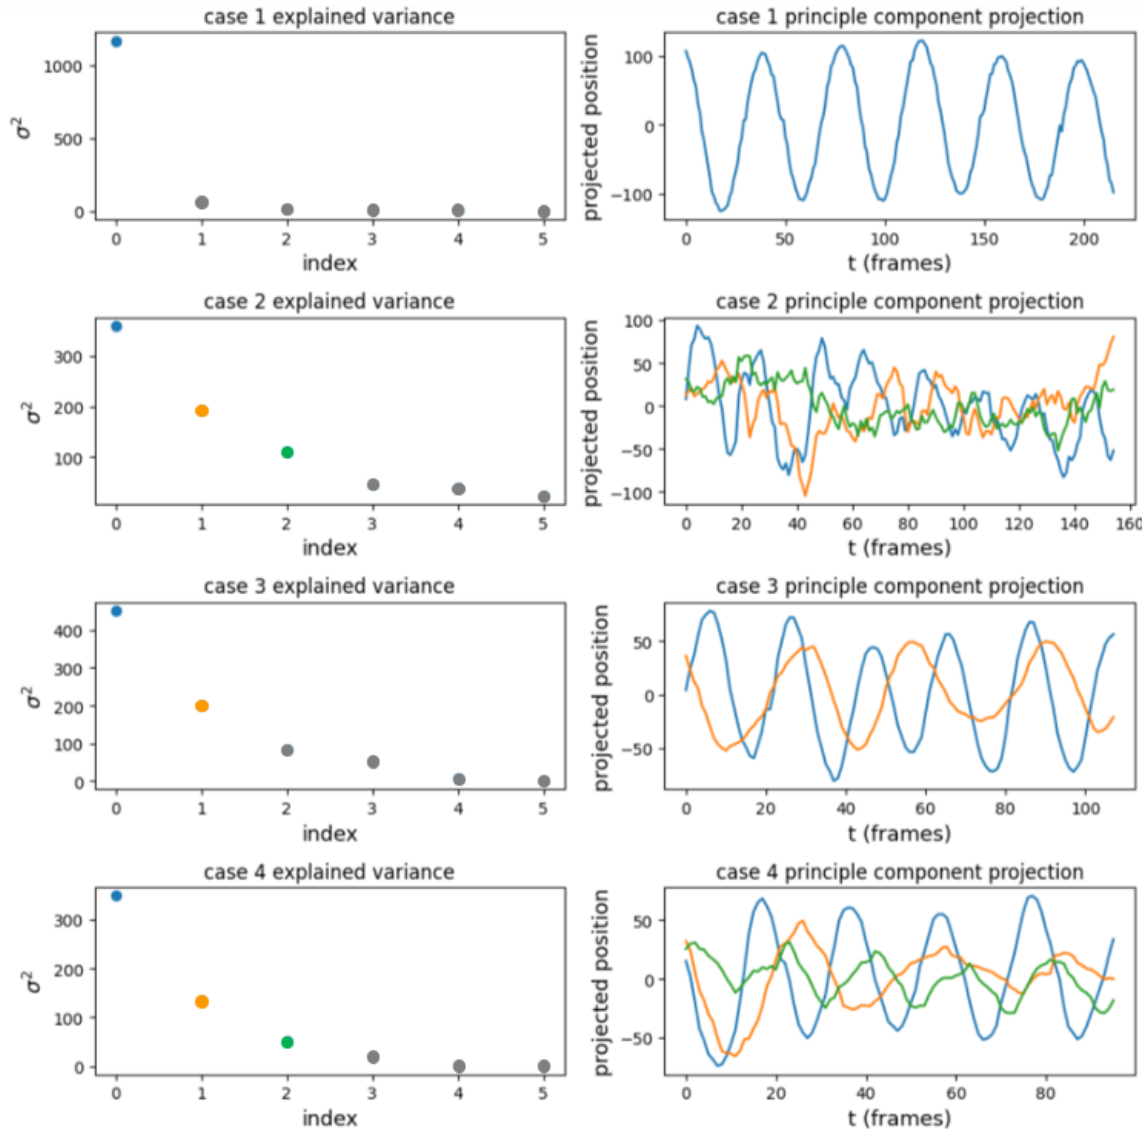 case 1 explained variance
1000
500
0
σ²
0 1 2 3 4 5
index
case 1 principle component projection
100
0
−100
projected position
0 50 100 150 200
t (frames)
case 2 explained variance
300
200
100
σ²
0 1 2 3 4 5
index
case 2 principle component projection
100
50
0
−50
−100
projected position
0 20 40 60 80 100 120 140 160
t (frames)
case 3 explained variance
400
300
200
100
0
σ²
0 1 2 3 4 5
index
case 3 principle component projection
50
0
−50
projected position
0 20 40 60 80 100
t (frames)
case 4 explained variance
300
200
100
0
σ²
0 1 2 3 4 5
index
case 4 principle component projection
50
0
−50
projected position
0 20 40 60 80
t (frames)